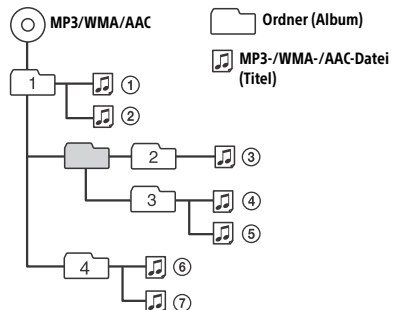 MP3/WMA/AAC
Ordner (Album)
MP3-/WMA-/AAC-Datei
(Titel)
1
①
②
2
③
3
④
⑤
4
⑥
⑦